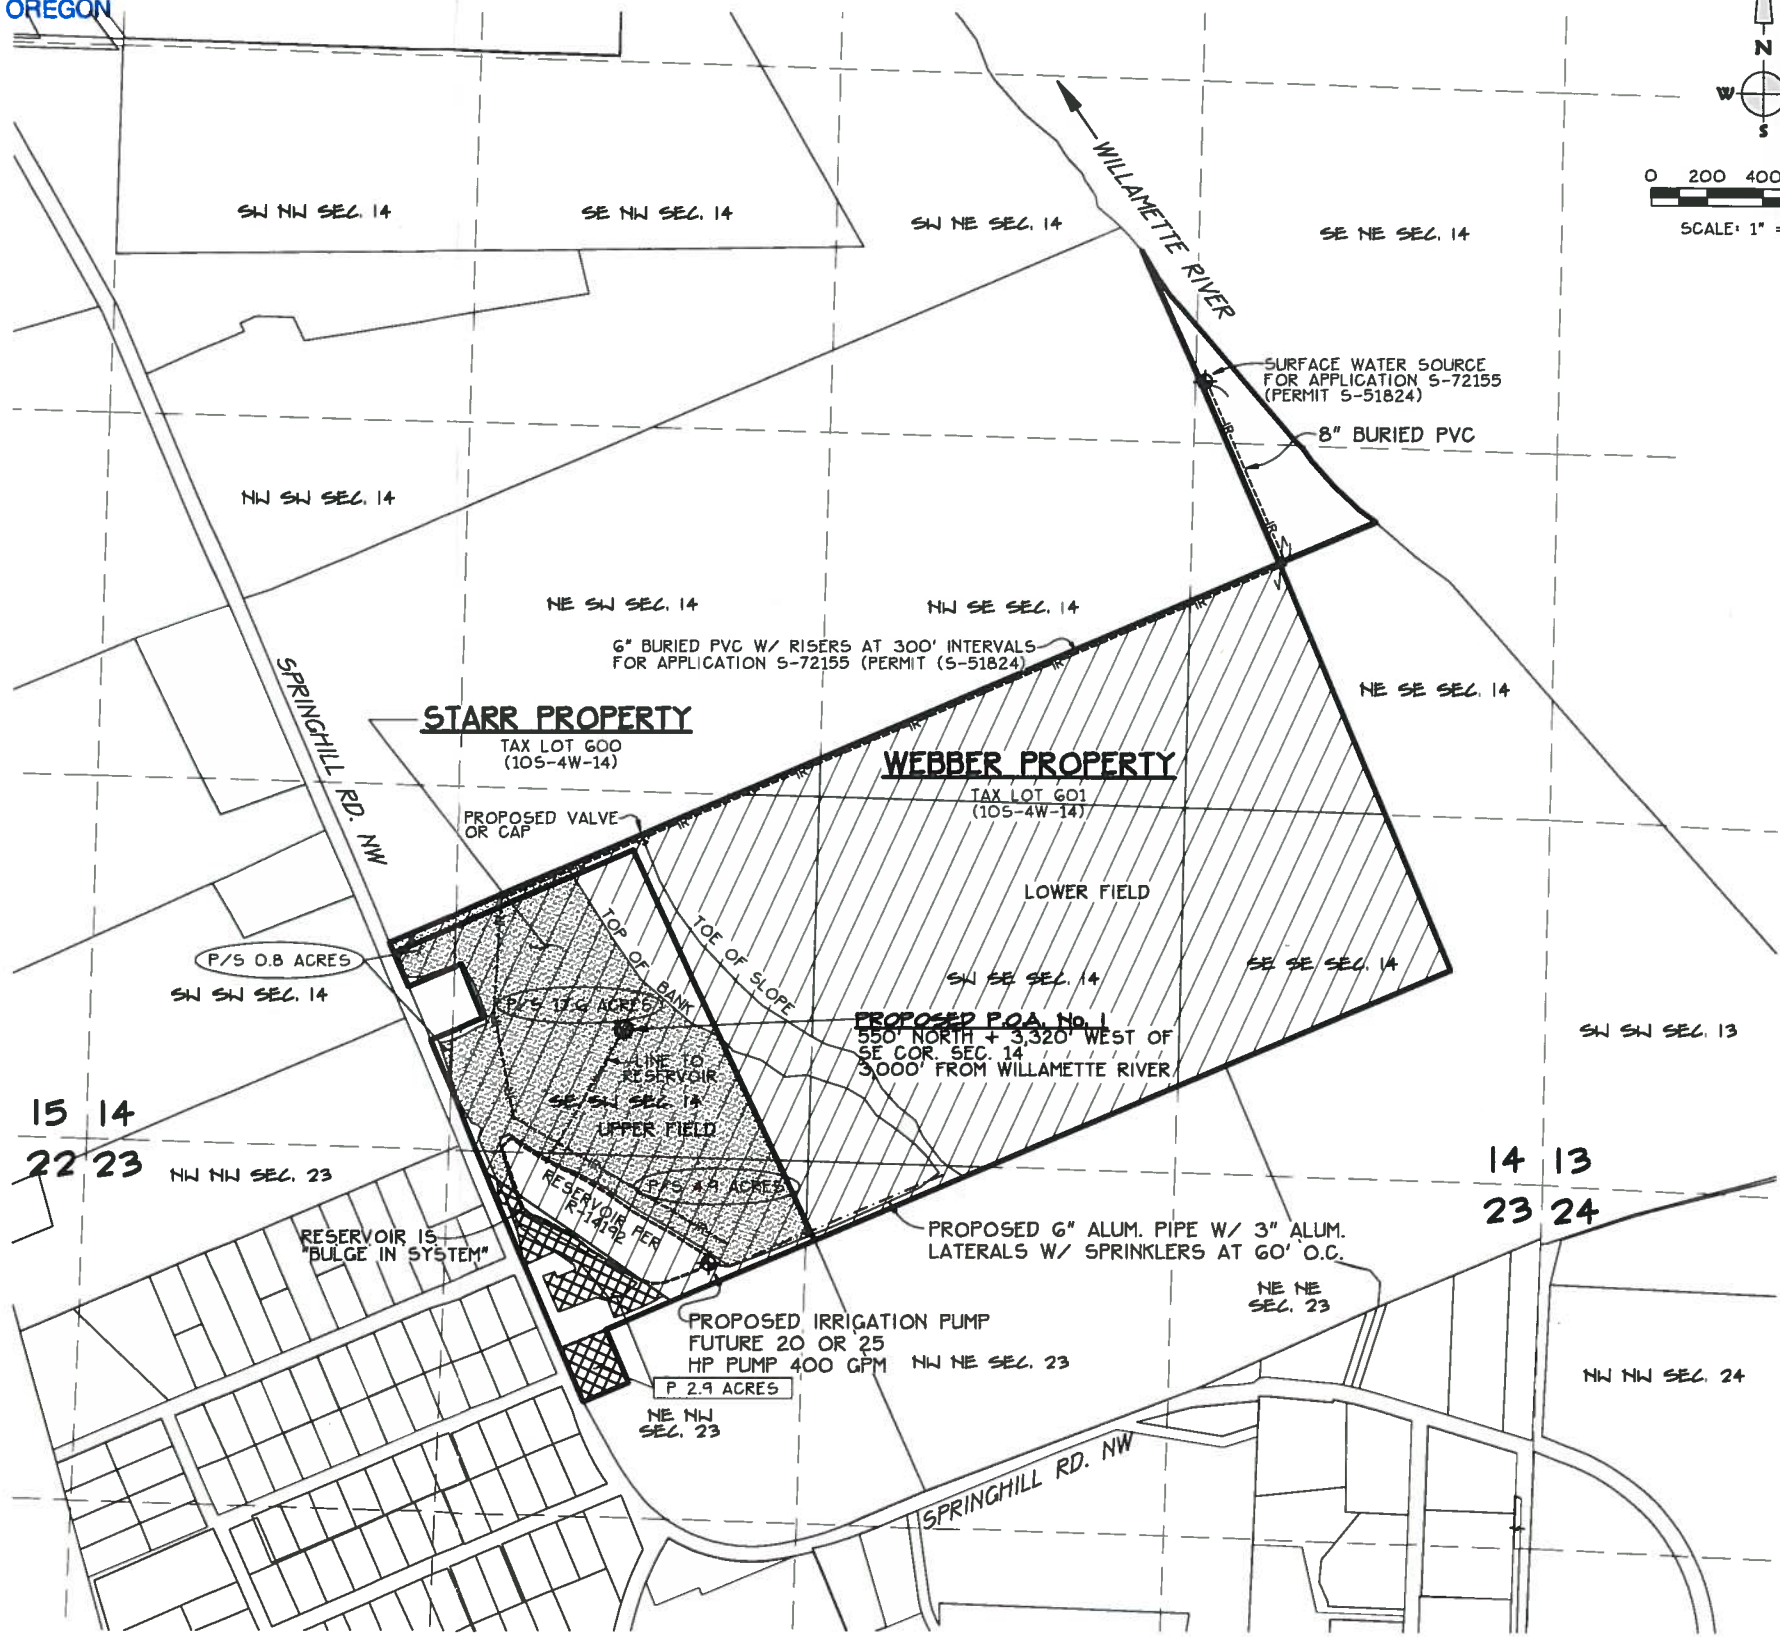 OREGON
N
W
S
0 200 400
SCALE: 1" =
WILLAMETTE RIVER
SW NW SEC. 14
SE NW SEC. 14
SW NE SEC. 14
SE NE SEC. 14
SURFACE WATER SOURCE
FOR APPLICATION S-72155
(PERMIT S-51824)
8" BURIED PVC
IR
IR
NW SW SEC. 14
NE SW SEC. 14
NW SE SEC. 14
IR
6" BURIED PVC W/ RISERS AT 300' INTERVALS
FOR APPLICATION S-72155 (PERMIT (S-51824)
IR
NE SE SEC. 14
SPRINGHILL RD. NW
STARR PROPERTY
TAX LOT 600
(10S-4W-14)
IR
IR
WEBBER PROPERTY
TAX LOT 601
(10S-4W-14)
PROPOSED VALVE
OR CAP
IR
LOWER FIELD
TOP OF BANK
TOE OF SLOPE
P/S 0.8 ACRES
SW SW SEC. 14
SW SE SEC. 14
SE SE SEC. 14
P/S 17.6 ACRES
PROPOSED P.O.A. No. 1
550' NORTH + 3,320' WEST OF
SE COR. SEC. 14
3,000' FROM WILLAMETTE RIVER
SW SW SEC. 13
LINE TO
RESERVOIR
SE SW SEC. 14
UPPER FIELD
15 14
22 23
NW NW SEC. 23
14 13
23 24
P/S 4.9 ACRES
RESERVOIR PER
R-14192
RESERVOIR IS
"BULGE IN SYSTEM"
PROPOSED 6" ALUM. PIPE W/ 3" ALUM.
LATERALS W/ SPRINKLERS AT 60' O.C.
NE NE
SEC. 23
PROPOSED IRRIGATION PUMP
FUTURE 20 OR 25
HP PUMP 400 GPM
NW NE SEC. 23
P 2.9 ACRES
NW NW SEC. 24
NE NW
SEC. 23
SPRINGHILL RD. NW